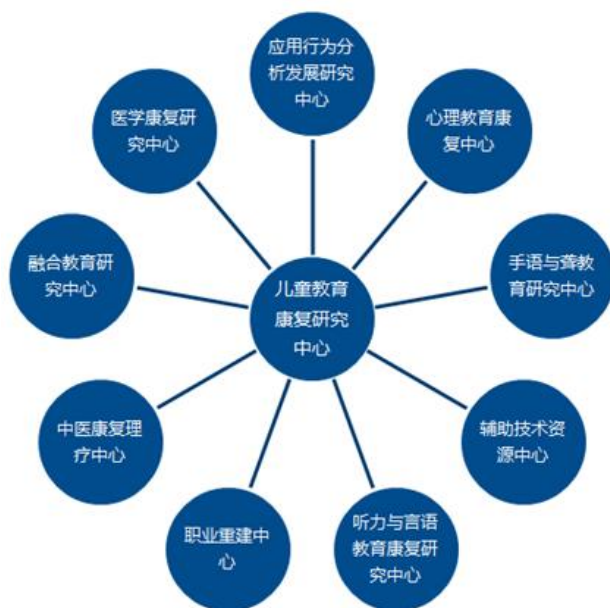 应用行为分
析发展研究
中心
心理教育康
复中心
手语与聋教
育研究中心
辅助技术资
源中心
听力与言语
教育康复研
究中心
职业重建中
心
中医康复理
疗中心
融合教育研
究中心
医学康复研
究中心
儿童教育
康复研究
中心